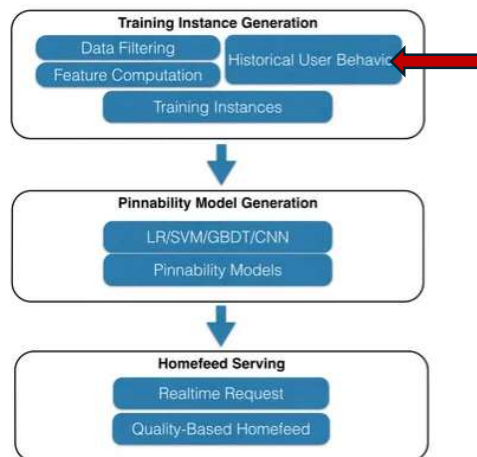 Training Instance Generation
Data Filtering
Historical User Behavio
Feature Computation
Training Instances
Pinnability Model Generation
LR/SVM/GBDT/CNN
Pinnability Models
Homefeed Serving
Realtime Request
Quality-Based Homefeed